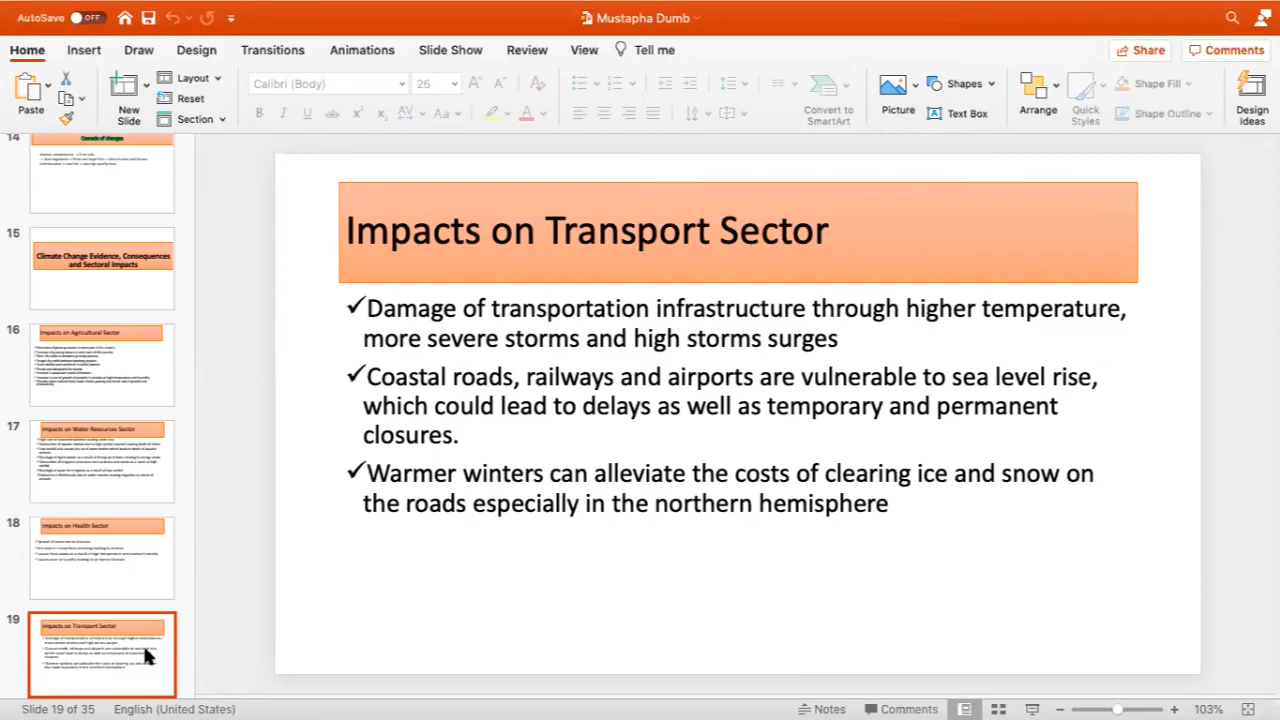 AutoSave OFF
Mustapha Dumb
Home Insert Draw Design Transitions Animations Slide Show Review View Tell me
Share Comments
Paste
New Slide
Layout
Reset
Section
Calibri (Body) 26
Convert to SmartArt
Picture
Shapes
Text Box
Arrange
Quick Styles
Shape Fill
Shape Outline
Design Ideas
14
Cascade of changes
15
Climate Change Evidence, Consequences
and Sectoral Impacts
16
Impacts on Agricultural Sector
17
Impacts on Water Resources Sector
18
Impacts on Health Sector
19
Impacts on Transport Sector
Impacts on Transport Sector
✓Damage of transportation infrastructure through higher temperature,
more severe storms and high storms surges
✓Coastal roads, railways and airports are vulnerable to sea level rise,
which could lead to delays as well as temporary and permanent
closures.
✓Warmer winters can alleviate the costs of clearing ice and snow on
the roads especially in the northern hemisphere
Slide 19 of 35 English (United States) Notes Comments 103%